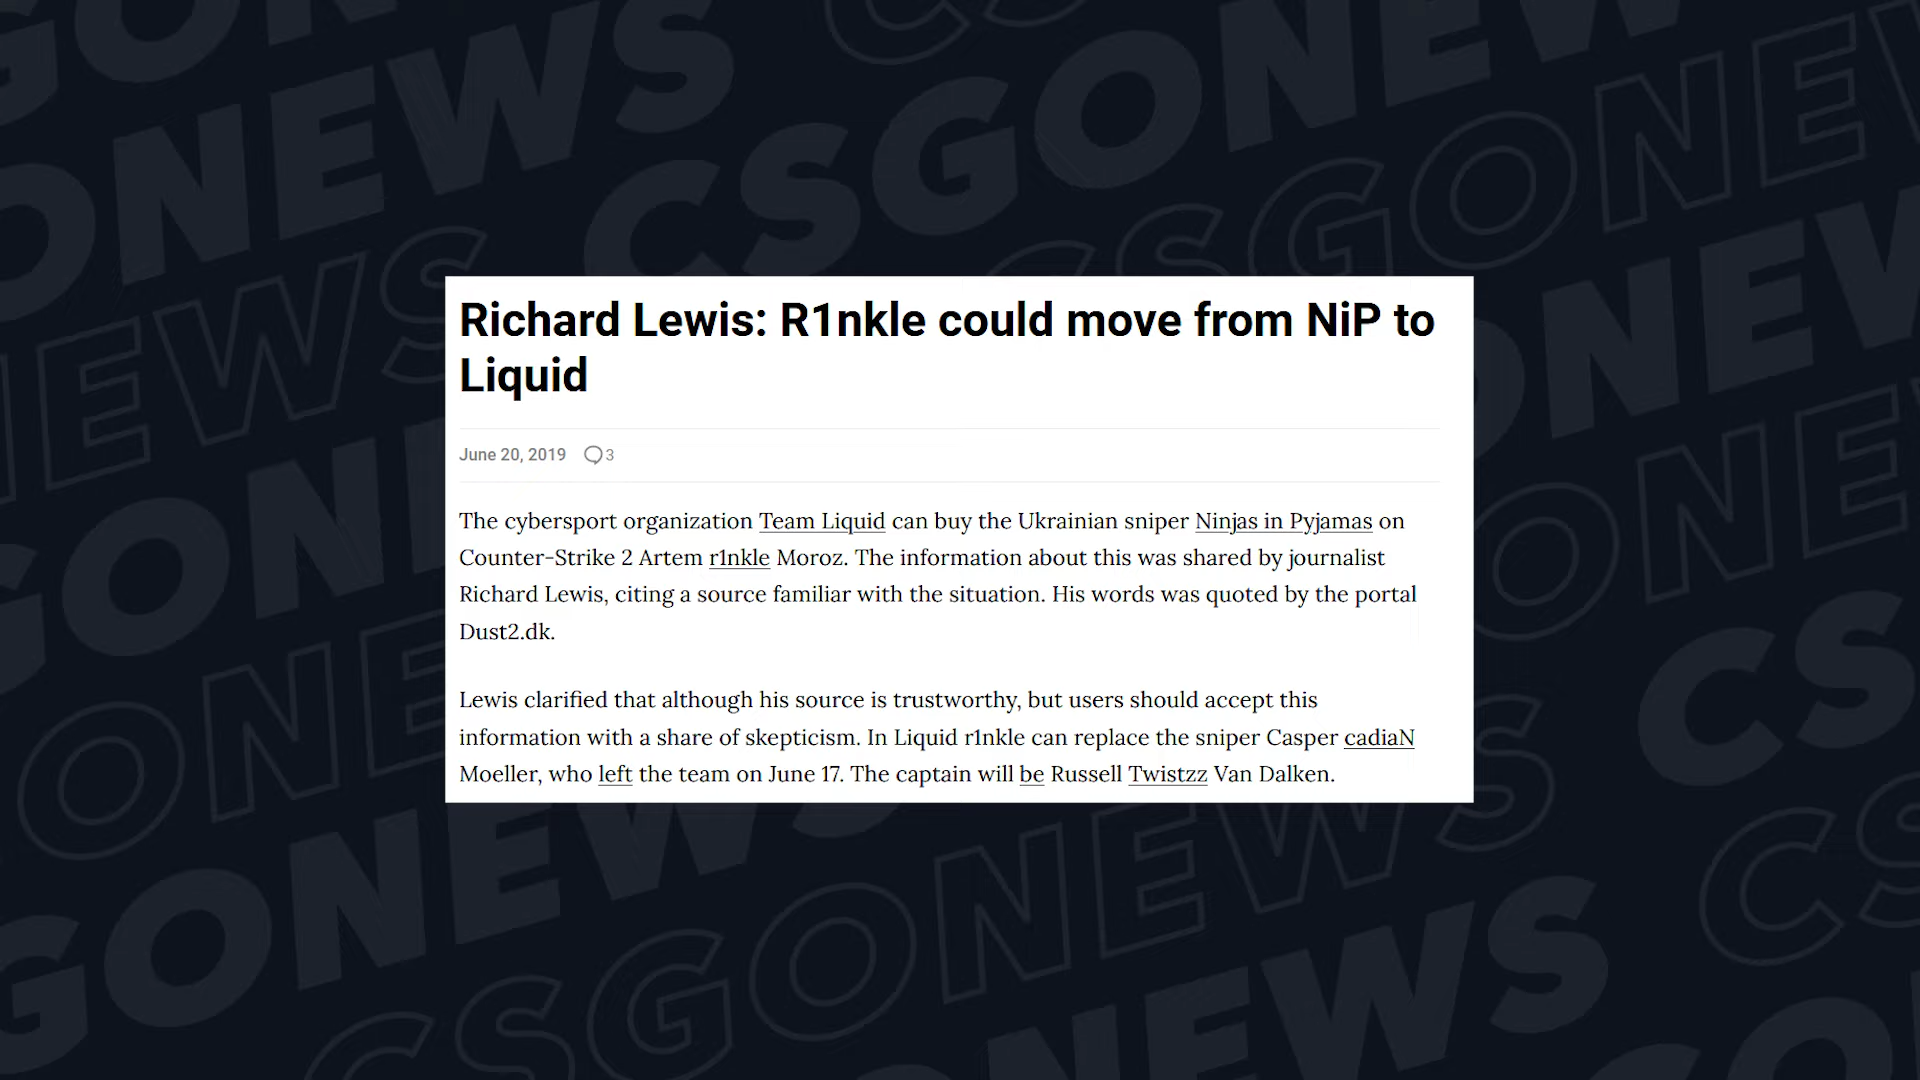 CSGONEWS CSGONEWS
Richard Lewis: R1nkle could move from NiP to
Liquid
June 20, 2019 3
The cybersport organization Team Liquid can buy the Ukrainian sniper Ninjas in Pyjamas on
Counter-Strike 2 Artem r1nkle Moroz. The information about this was shared by journalist
Richard Lewis, citing a source familiar with the situation. His words was quoted by the portal
Dust2.dk.
Lewis clarified that although his source is trustworthy, but users should accept this
information with a share of skepticism. In Liquid r1nkle can replace the sniper Casper cadiaN
Moeller, who left the team on June 17. The captain will be Russell Twistzz Van Dalken.
CSGONEWS CS